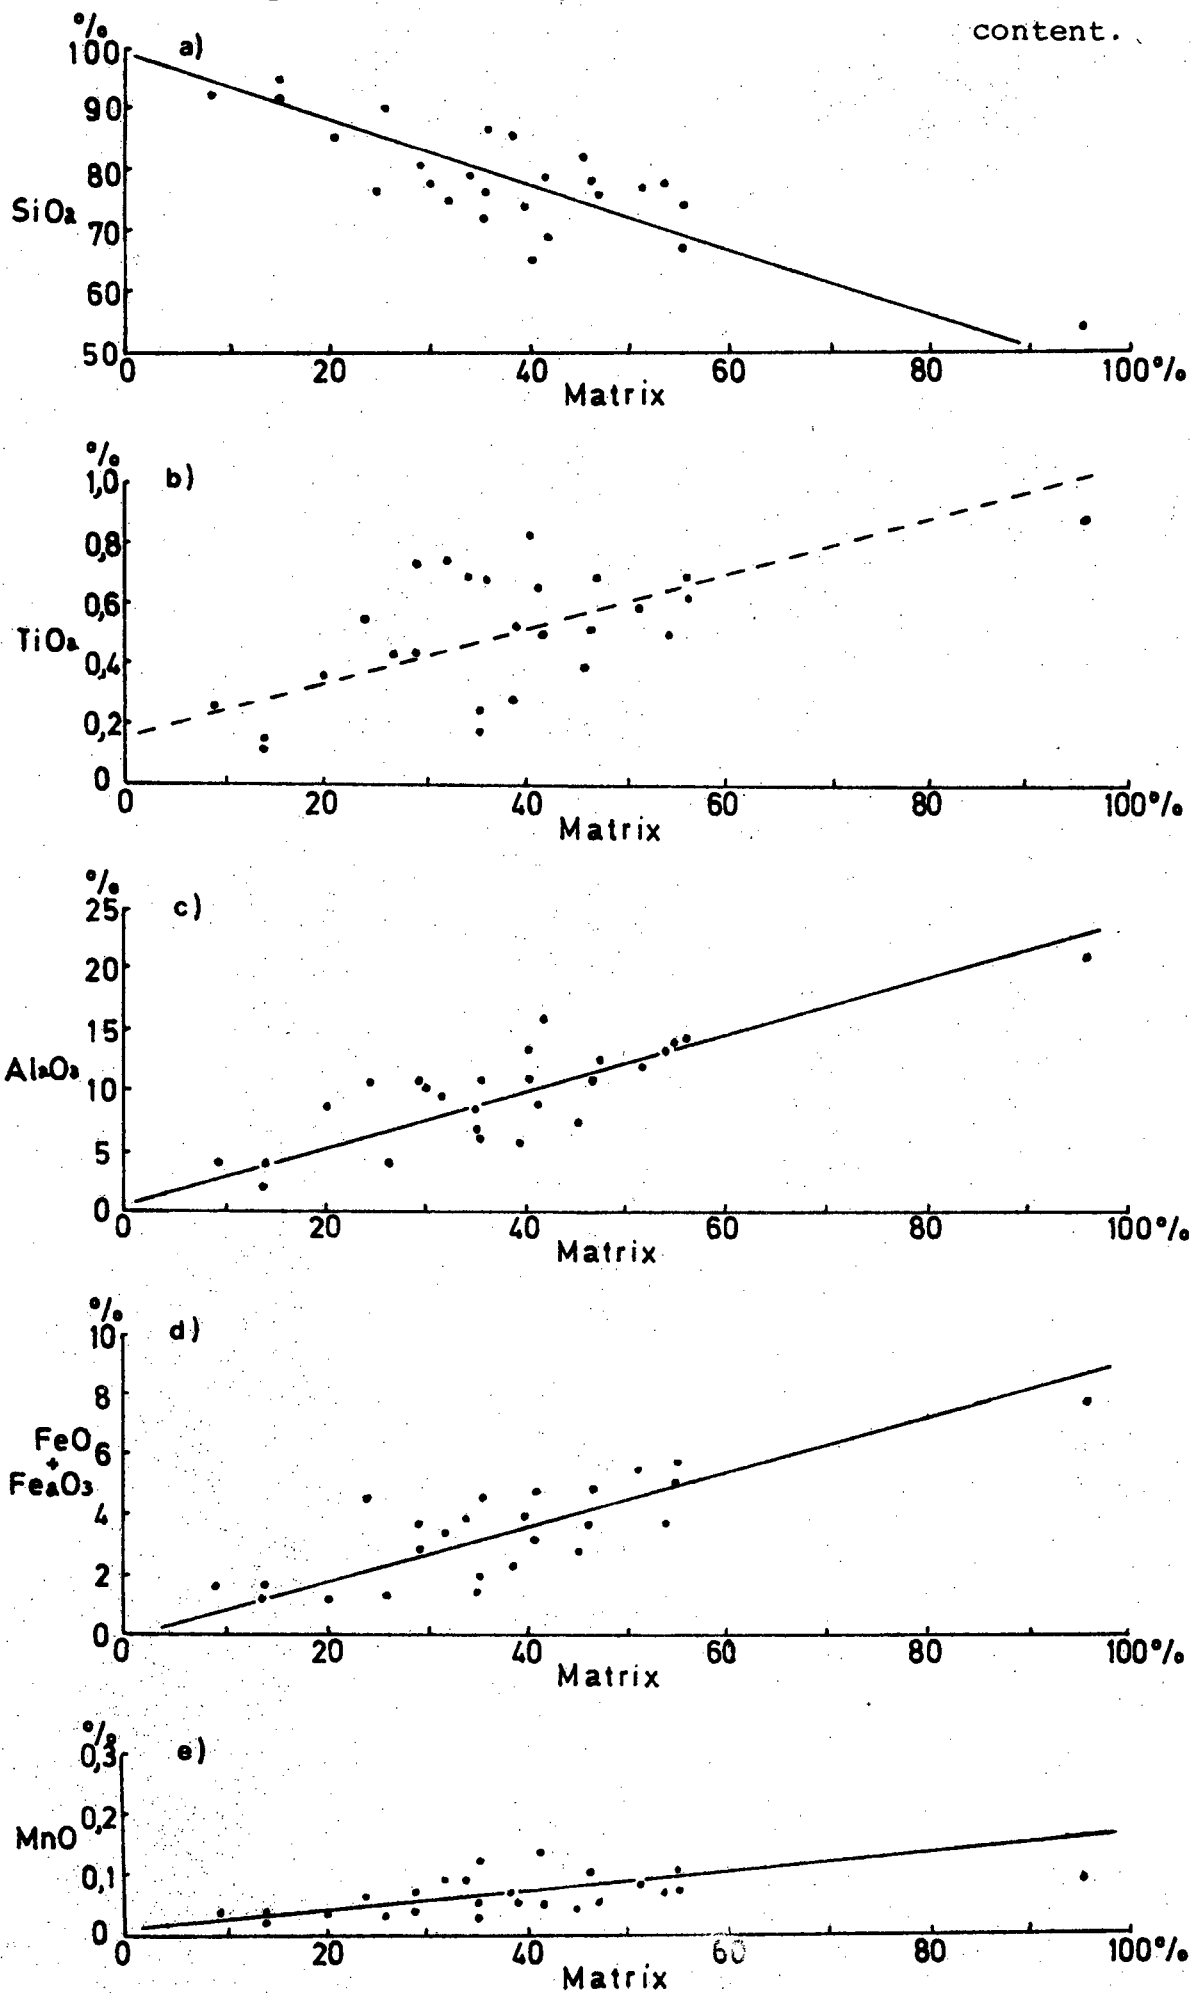 content.
%
100 a)
90
80
SiO₂
70
60
50
0 20 40 60 80 100%
Matrix
%
1,0 b)
0,8
0,6
TiO₂
0,4
0,2
0
0 20 40 60 80 100%
Matrix
%
25 c)
20
15
Al₂O₃
10
5
0
0 20 40 60 80 100%
Matrix
%
10 d)
8
FeO
6
+
Fe₂O₃
4
2
0
0 20 40 60 80 100%
Matrix
%
0,3 e)
0,2
MnO
0,1
0
0 20 40 60 80 100%
Matrix